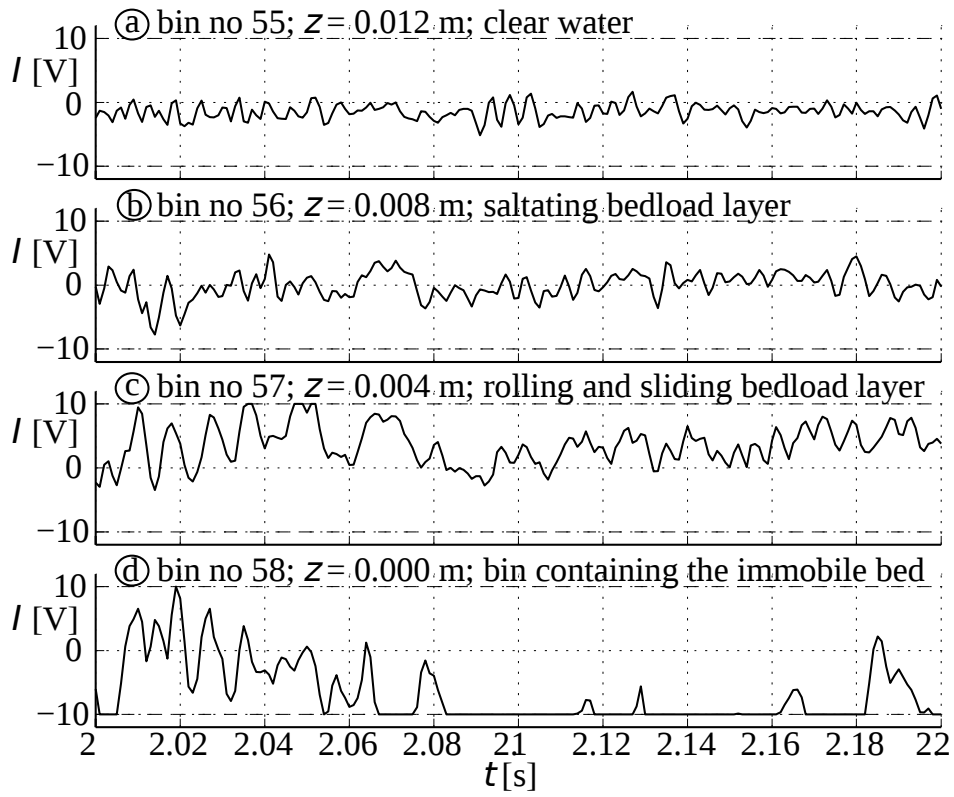 ⓐ bin no 55; z = 0.012 m; clear water
10
I [V]
0
−10
ⓑ bin no 56; z = 0.008 m; saltating bedload layer
10
I [V]
0
−10
ⓒ bin no 57; z = 0.004 m; rolling and sliding bedload layer
10
I [V]
0
−10
ⓓ bin no 58; z = 0.000 m; bin containing the immobile bed
10
I [V]
0
−10
2 2.02 2.04 2.06 2.08 2.1 2.12 2.14 2.16 2.18 22
t [s]